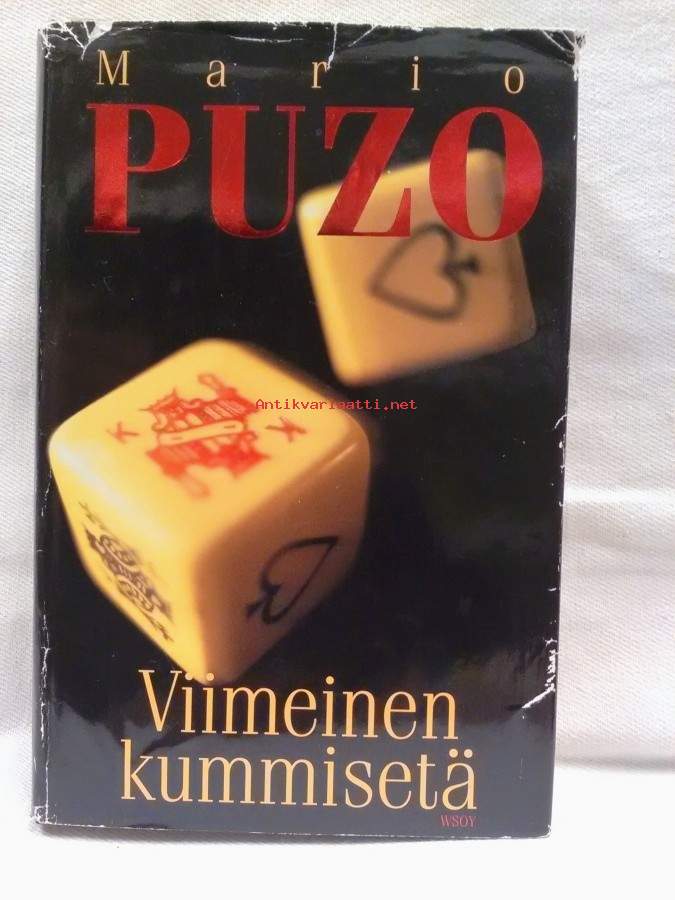 Mario
PUZO
Antikvariaatti.net
K
K
Viimeinen
kummisetä
WSOY